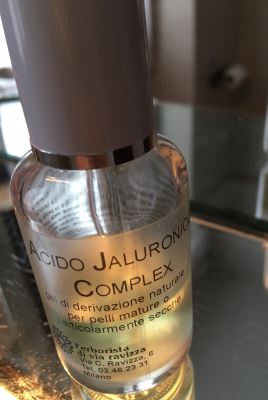 ACIDO JALURONICO
COMPLEX
gel di derivazione naturale
per pelli mature o
particolarmente secche
l'erborista
di via ravizza
Via C. Ravizza, 6
Tel. 02-46.23.31
Milano